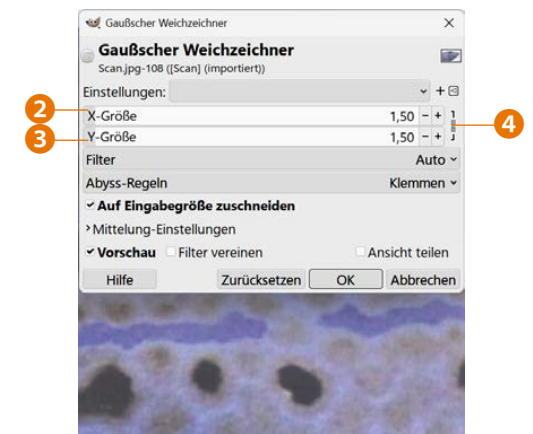 Gaußscher Weichzeichner
Gaußscher Weichzeichner
Scan.jpg-108 ([Scan] (importiert))
Einstellungen:
2 X-Größe 1,50 - + 4
3 Y-Größe 1,50 - +
Filter Auto
Abyss-Regeln Klemmen
Auf Eingabegröße zuschneiden
Mittelung-Einstellungen
Vorschau Filter vereinen Ansicht teilen
Hilfe Zurücksetzen OK Abbrechen